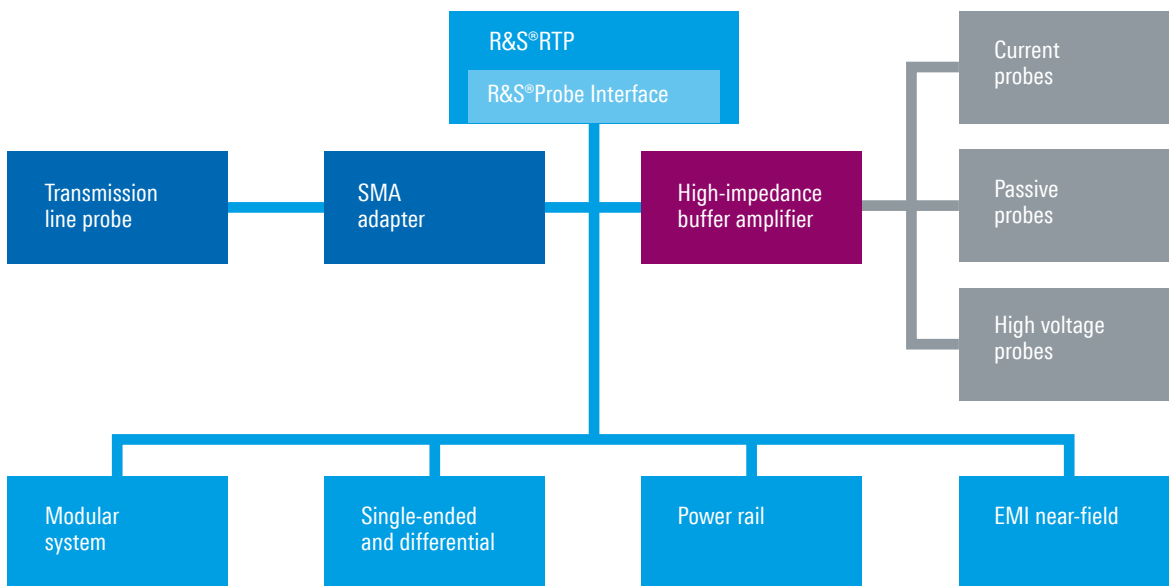 R&S®RTP
R&S®Probe Interface
Current
probes
Transmission
line probe
SMA
adapter
High-impedance
buffer amplifier
Passive
probes
High voltage
probes
Modular
system
Single-ended
and differential
Power rail
EMI near-field